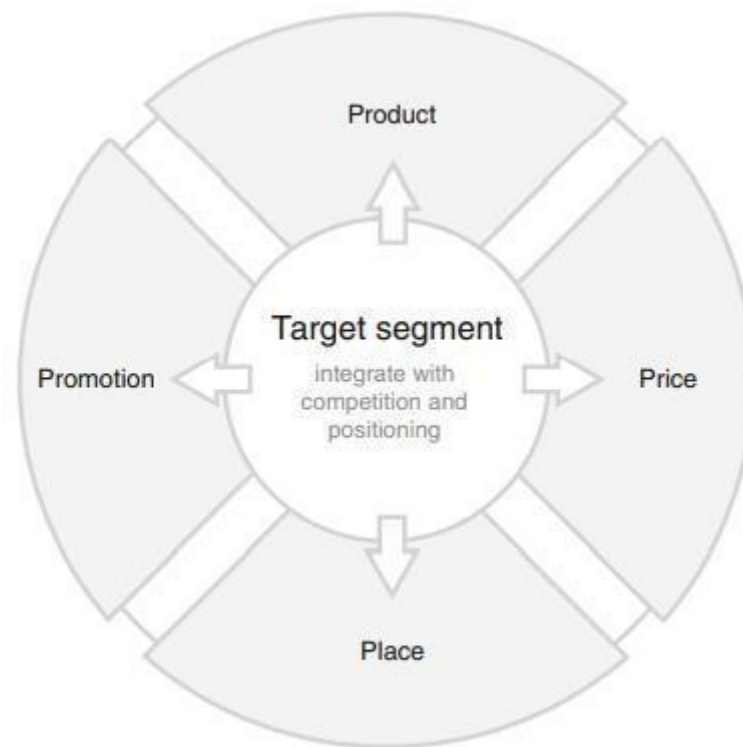 Product
Target segment
integrate with
competition and
positioning
Promotion
Price
Place